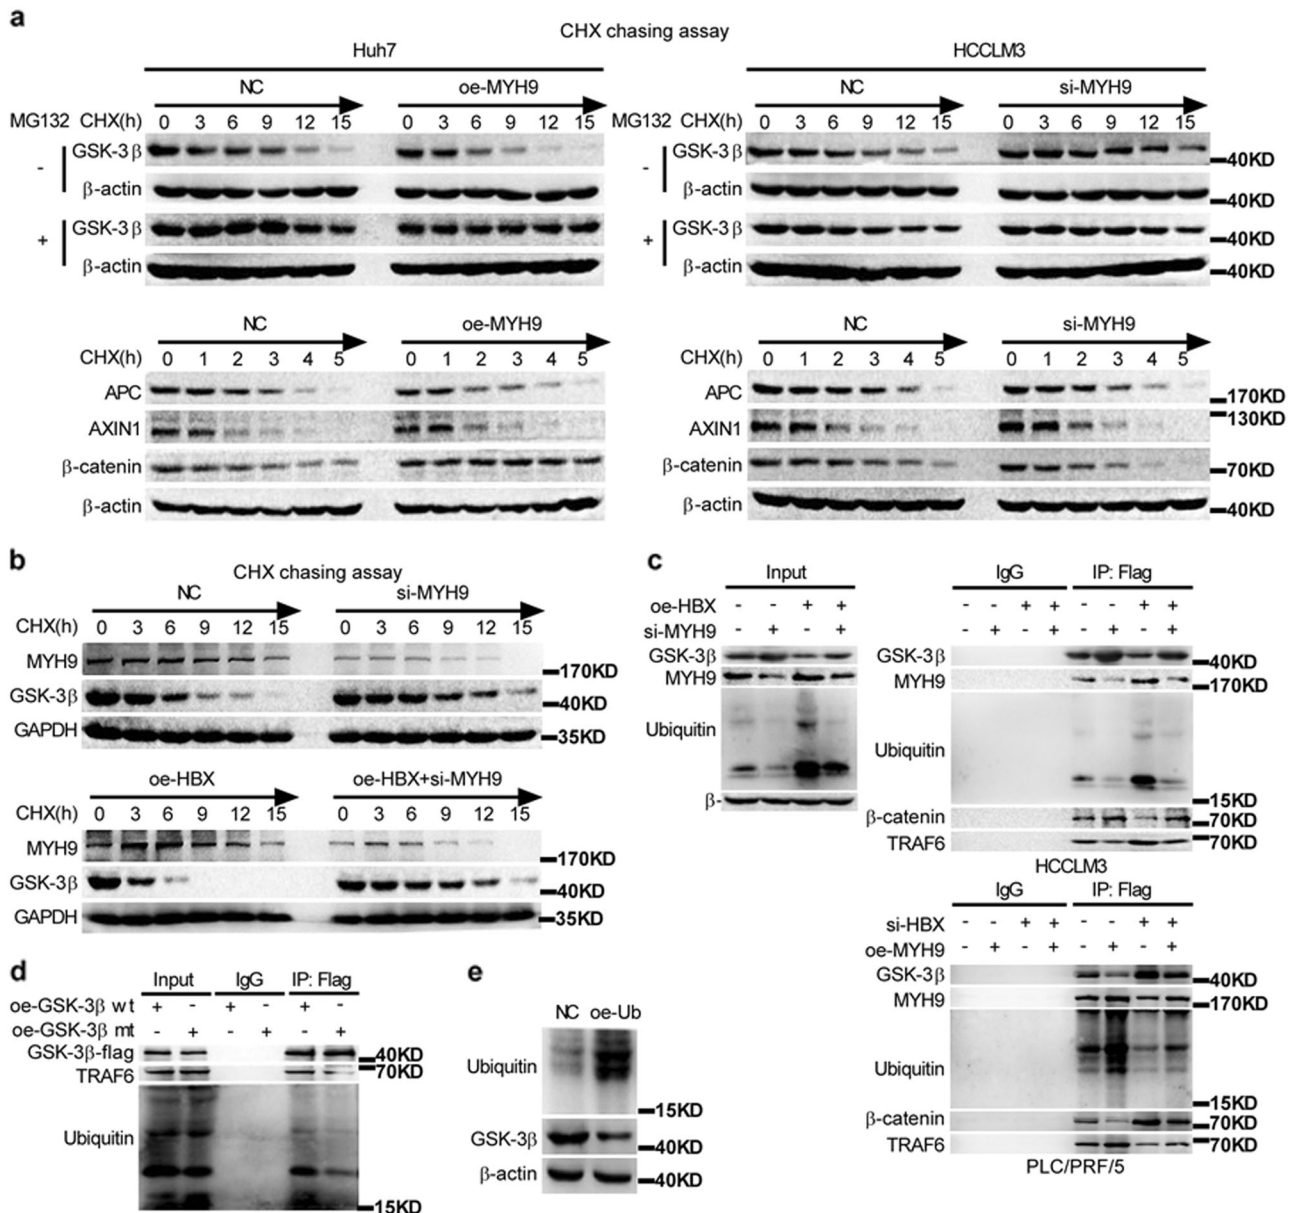 a
CHX chasing assay
Huh7 HCCLM3
NC oe-MYH9 NC si-MYH9
MG132 CHX(h) 0 3 6 9 12 15 0 3 6 9 12 15 MG132 CHX(h) 0 3 6 9 12 15 0 3 6 9 12 15
- GSK-3β - GSK-3β 40KD
β-actin β-actin 40KD
+ GSK-3β + GSK-3β 40KD
β-actin β-actin 40KD
NC oe-MYH9 NC si-MYH9
CHX(h) 0 1 2 3 4 5 0 1 2 3 4 5 CHX(h) 0 1 2 3 4 5 0 1 2 3 4 5
APC APC 170KD
AXIN1 AXIN1 130KD
β-catenin β-catenin 70KD
β-actin β-actin 40KD
b
CHX chasing assay
NC si-MYH9
CHX(h) 0 3 6 9 12 15 0 3 6 9 12 15
MYH9 170KD
GSK-3β 40KD
GAPDH 35KD
oe-HBX oe-HBX+si-MYH9
CHX(h) 0 3 6 9 12 15 0 3 6 9 12 15
MYH9 170KD
GSK-3β 40KD
GAPDH 35KD
c
Input IgG IP: Flag
oe-HBX - - + + - - + + - - + +
si-MYH9 - + - + - + - + - + - +
GSK-3β GSK-3β 40KD
MYH9 MYH9 170KD
Ubiquitin Ubiquitin 15KD
β- β-catenin 70KD
TRAF6 70KD
HCCLM3
IgG IP: Flag
si-HBX - - + + - - + +
oe-MYH9 - + - + - + - +
GSK-3β 40KD
MYH9 170KD
Ubiquitin 15KD
β-catenin 70KD
TRAF6 70KD
PLC/PRF/5
d
Input IgG IP: Flag
oe-GSK-3β wt + - + - + -
oe-GSK-3β mt - + - + - +
GSK-3β-flag 40KD
TRAF6 70KD
Ubiquitin 15KD
e
NC oe-Ub
Ubiquitin 15KD
GSK-3β 40KD
β-actin 40KD